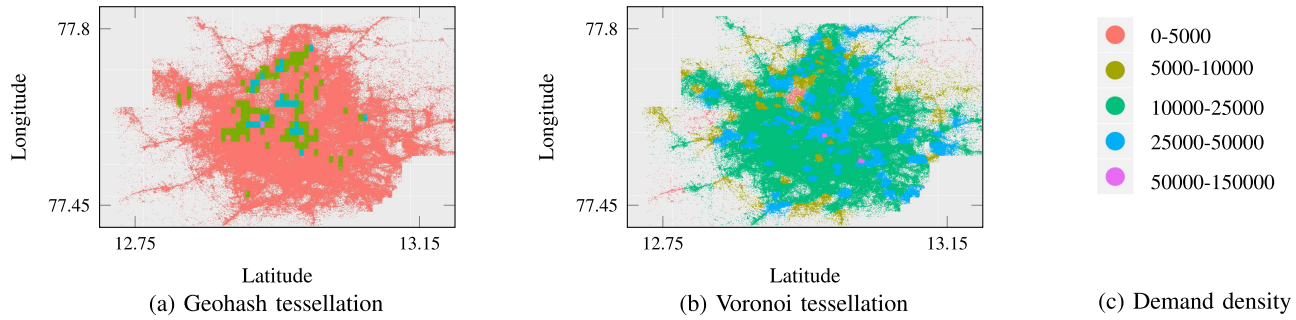 77.8
Longitude
77.45
12.75
13.15
Latitude
(a) Geohash tessellation
77.8
Longitude
77.45
12.75
13.15
Latitude
(b) Voronoi tessellation
0-5000
5000-10000
10000-25000
25000-50000
50000-150000
(c) Demand density